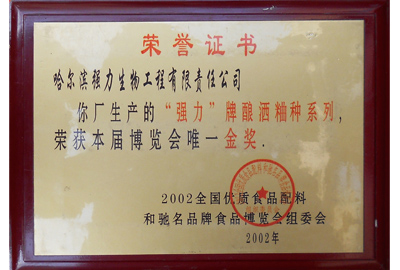 荣誉证书
哈尔滨强力生物工程有限责任公司
你厂生产的“强力”牌酿酒粬种系列,
荣获本届博览会唯一金奖.
2002全国优质食品配料
和驰名品牌食品博览会组委会
2002年